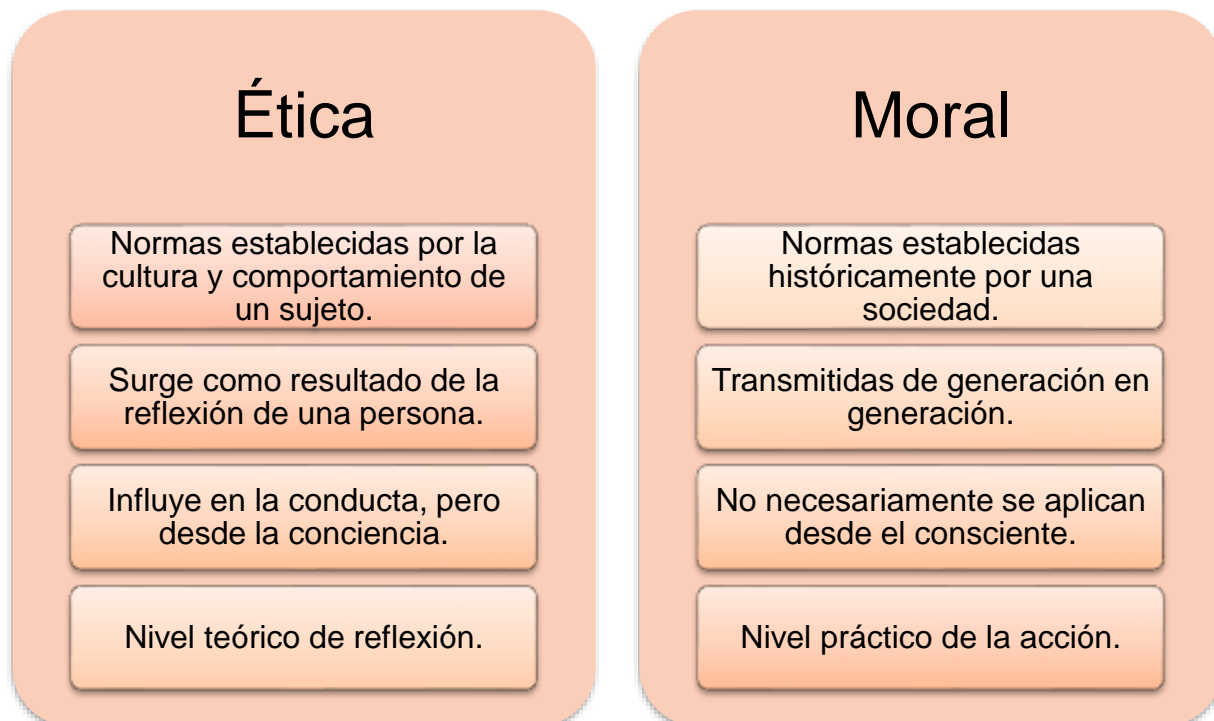 Ética
Normas establecidas por la
cultura y comportamiento de
un sujeto.
Surge como resultado de la
reflexión de una persona.
Influye en la conducta, pero
desde la conciencia.
Nivel teórico de reflexión.
Moral
Normas establecidas
históricamente por una
sociedad.
Transmitidas de generación en
generación.
No necesariamente se aplican
desde el consciente.
Nivel práctico de la acción.